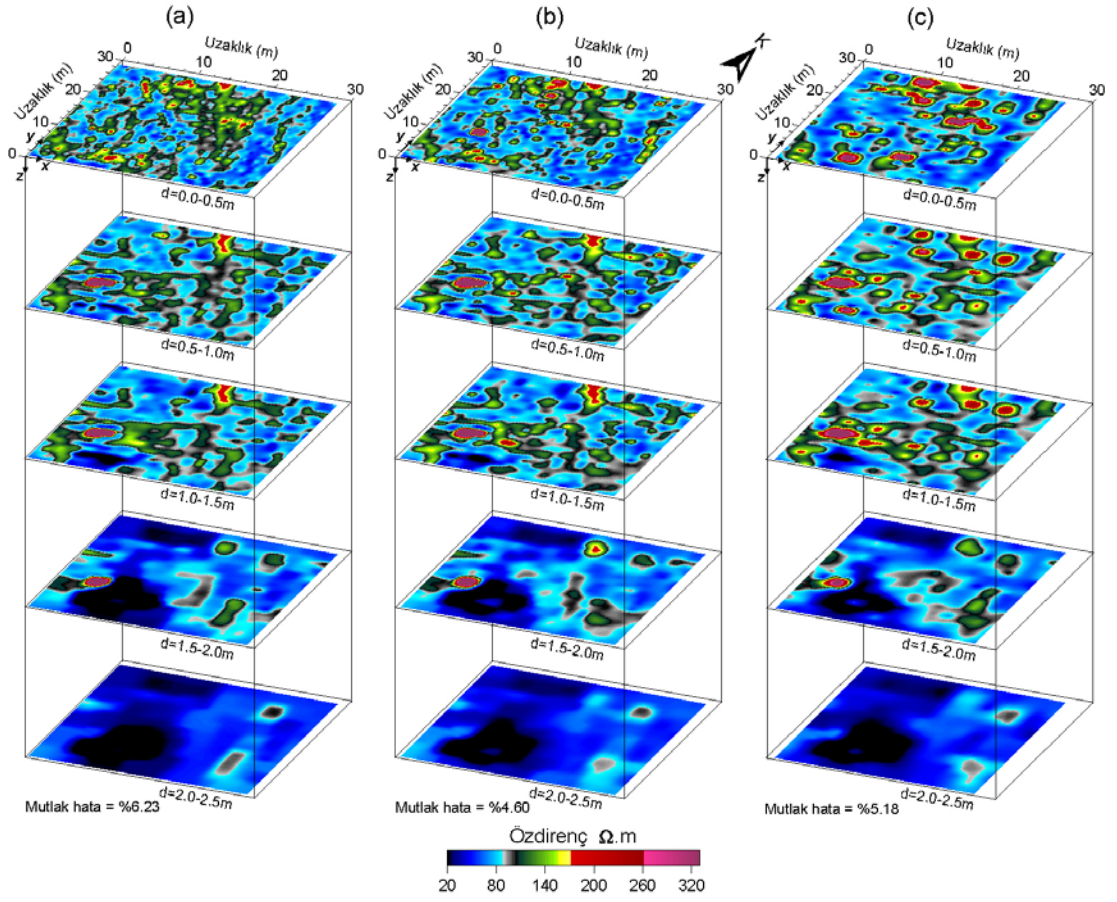 (a)
(b)
(c)
0
Uzaklık (m)
10
20
30
30
Uzaklık (m)
20
10
0
y
x
z
d=0.0-0.5m
d=0.5-1.0m
d=1.0-1.5m
d=1.5-2.0m
d=2.0-2.5m
Mutlak hata = %6.23
0
Uzaklık (m)
10
20
30
30
Uzaklık (m)
20
10
0
y
x
z
d=0.0-0.5m
d=0.5-1.0m
d=1.0-1.5m
d=1.5-2.0m
d=2.0-2.5m
Mutlak hata = %4.60
K
0
Uzaklık (m)
10
20
30
30
Uzaklık (m)
20
10
0
y
x
z
d=0.0-0.5m
d=0.5-1.0m
d=1.0-1.5m
d=1.5-2.0m
d=2.0-2.5m
Mutlak hata = %5.18
Özdirenç Ω.m
20 80 140 200 260 320